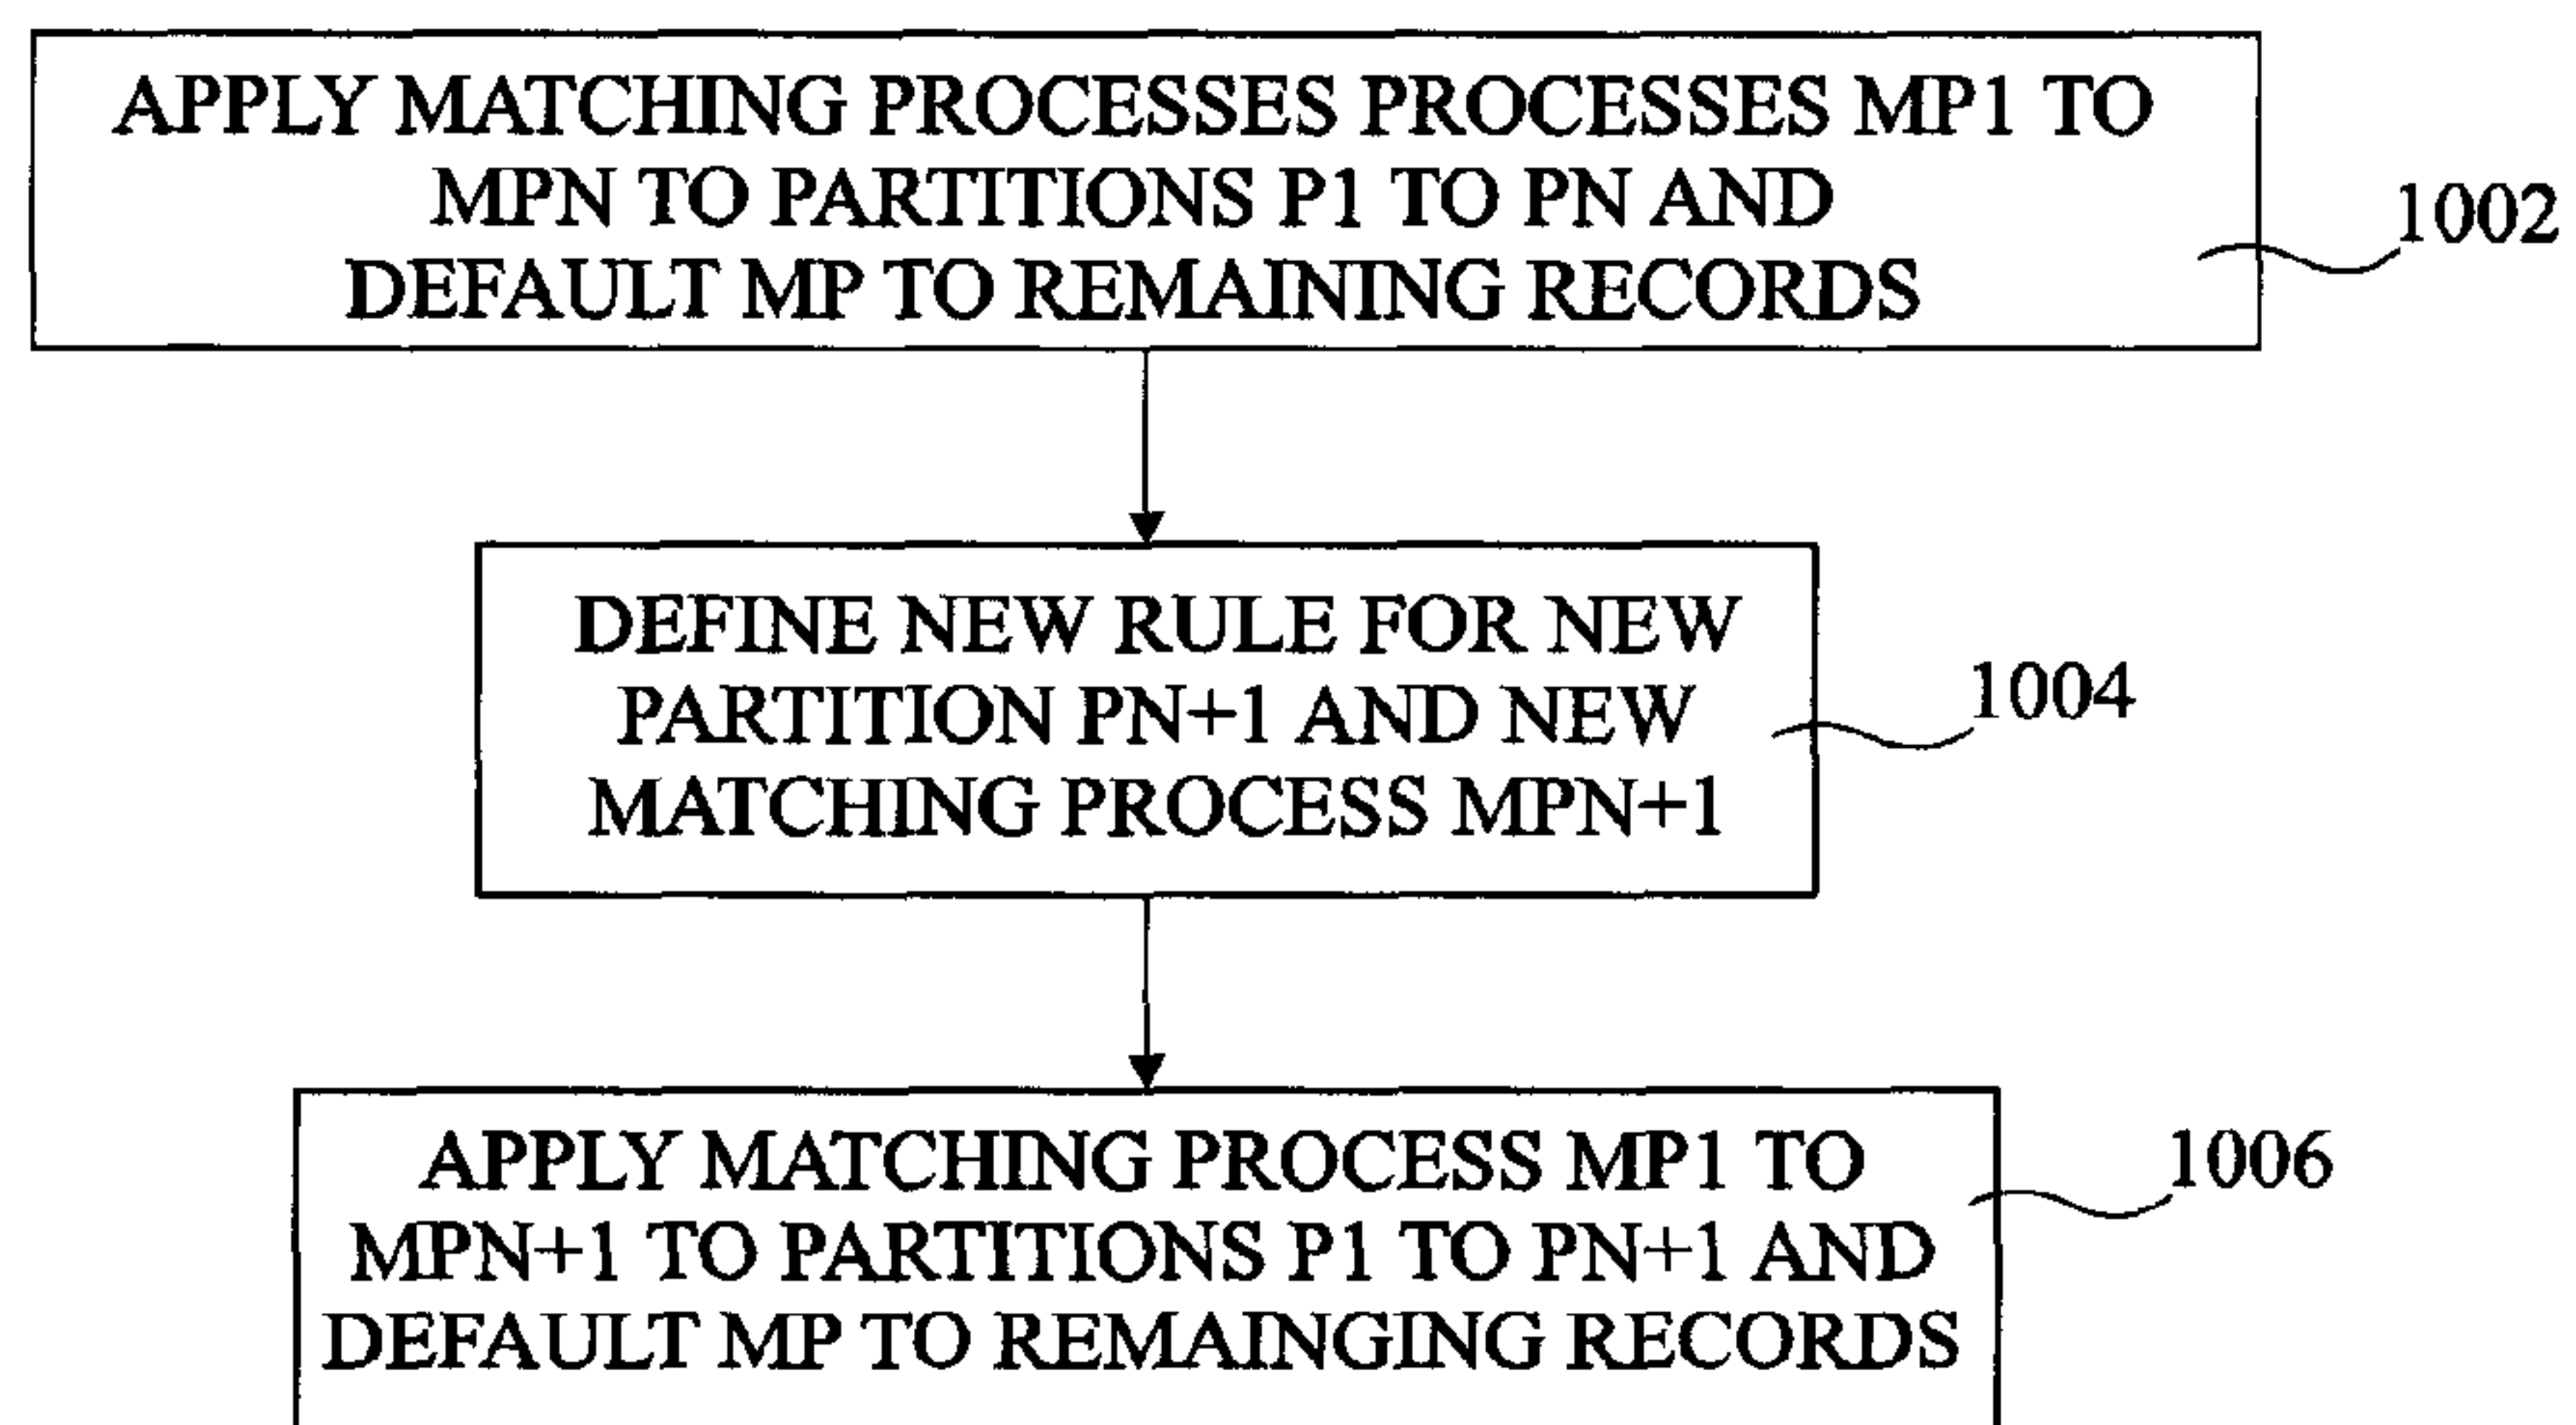 APPLY MATCHING PROCESSES PROCESSES MP1 TO
MPN TO PARTITIONS P1 TO PN AND
DEFAULT MP TO REMAINING RECORDS
1002
DEFINE NEW RULE FOR NEW
PARTITION PN+1 AND NEW
MATCHING PROCESS MPN+1
1004
APPLY MATCHING PROCESS MP1 TO
MPN+1 TO PARTITIONS P1 TO PN+1 AND
DEFAULT MP TO REMAINGING RECORDS
1006